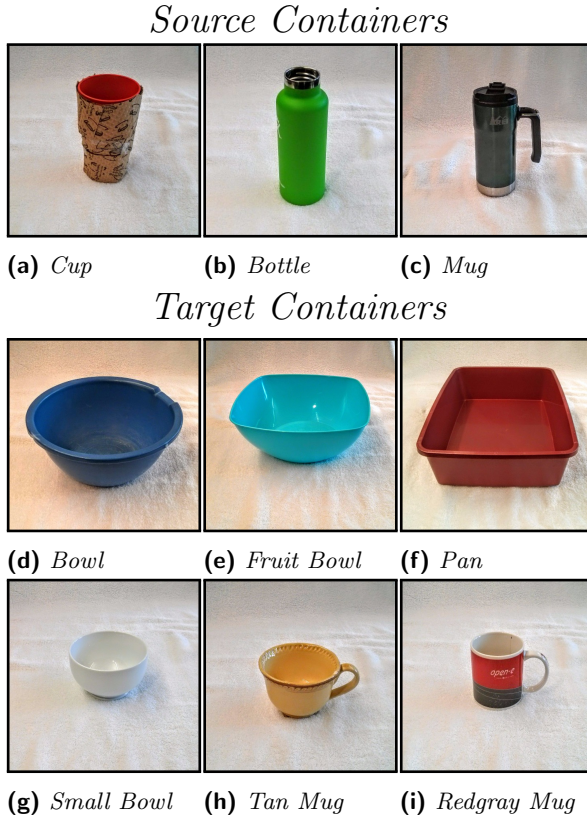 Source Containers
(a) Cup
(b) Bottle
(c) Mug
Target Containers
(d) Bowl
(e) Fruit Bowl
(f) Pan
(g) Small Bowl
(h) Tan Mug
open-e
(i) Redgray Mug